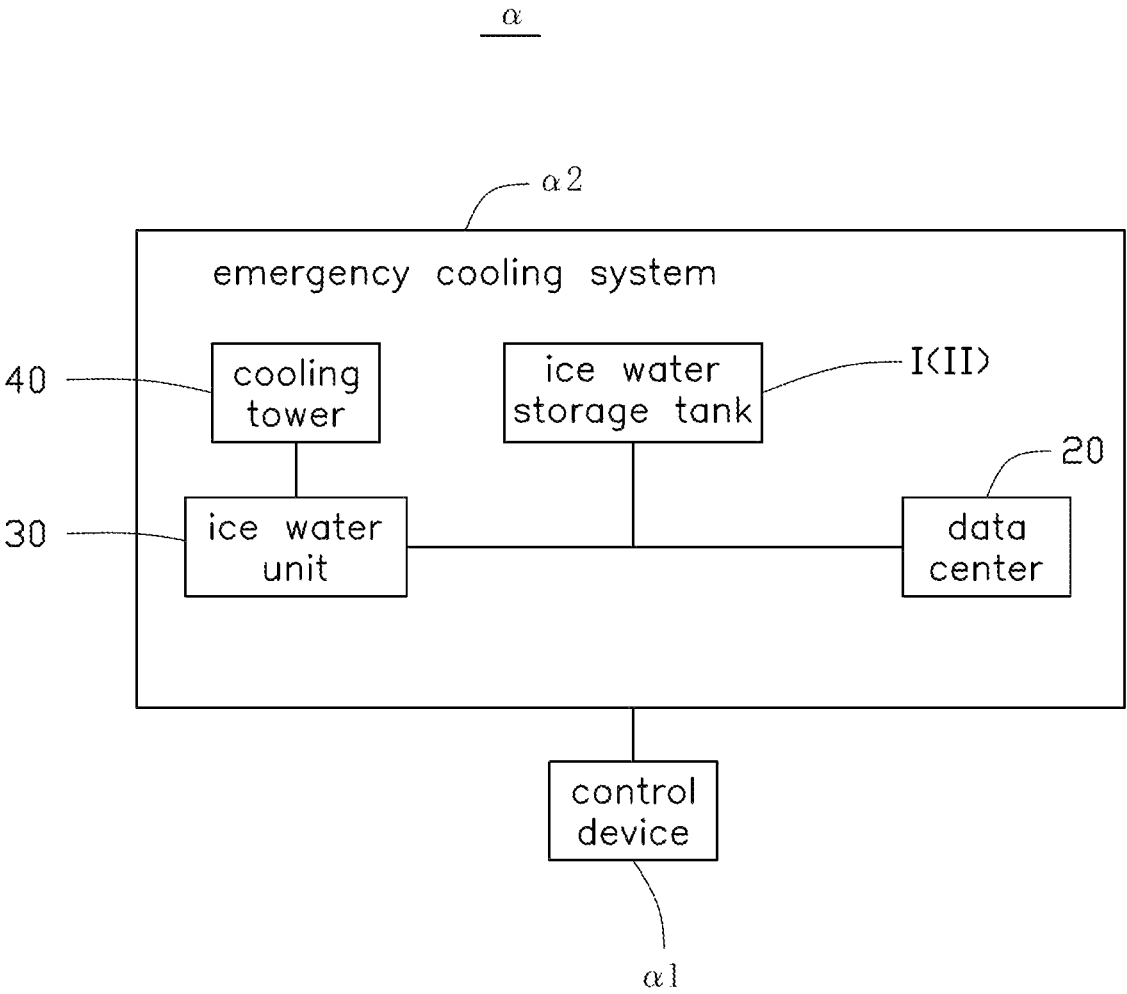 α
α2
emergency cooling system
I(II)
40
cooling
tower
ice water
storage tank
20
30
ice water
unit
data
center
control
device
α1